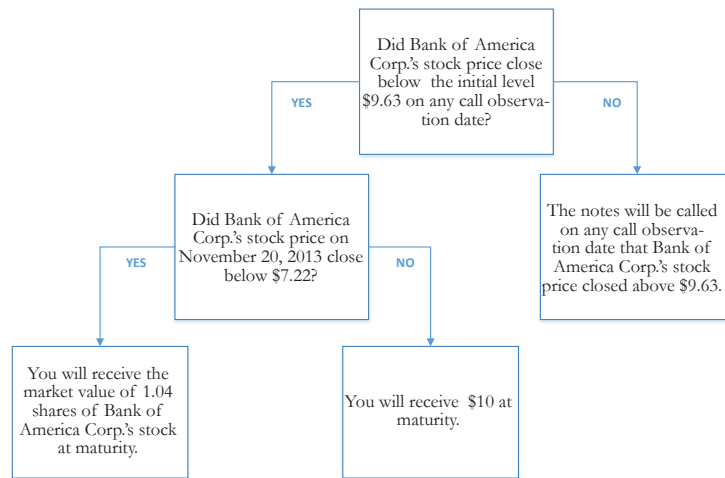 Did Bank of America
Corp.'s stock price close
below the initial level
$9.63 on any call observa-
tion date?
YES
NO
Did Bank of America
Corp.'s stock price on
November 20, 2013 close
below $7.22?
The notes will be called
on any call observa-
tion date that Bank of
America Corp.'s stock
price closed above $9.63.
YES
NO
You will receive the
market value of 1.04
shares of Bank of
America Corp.'s stock
at maturity.
You will receive $10 at
maturity.